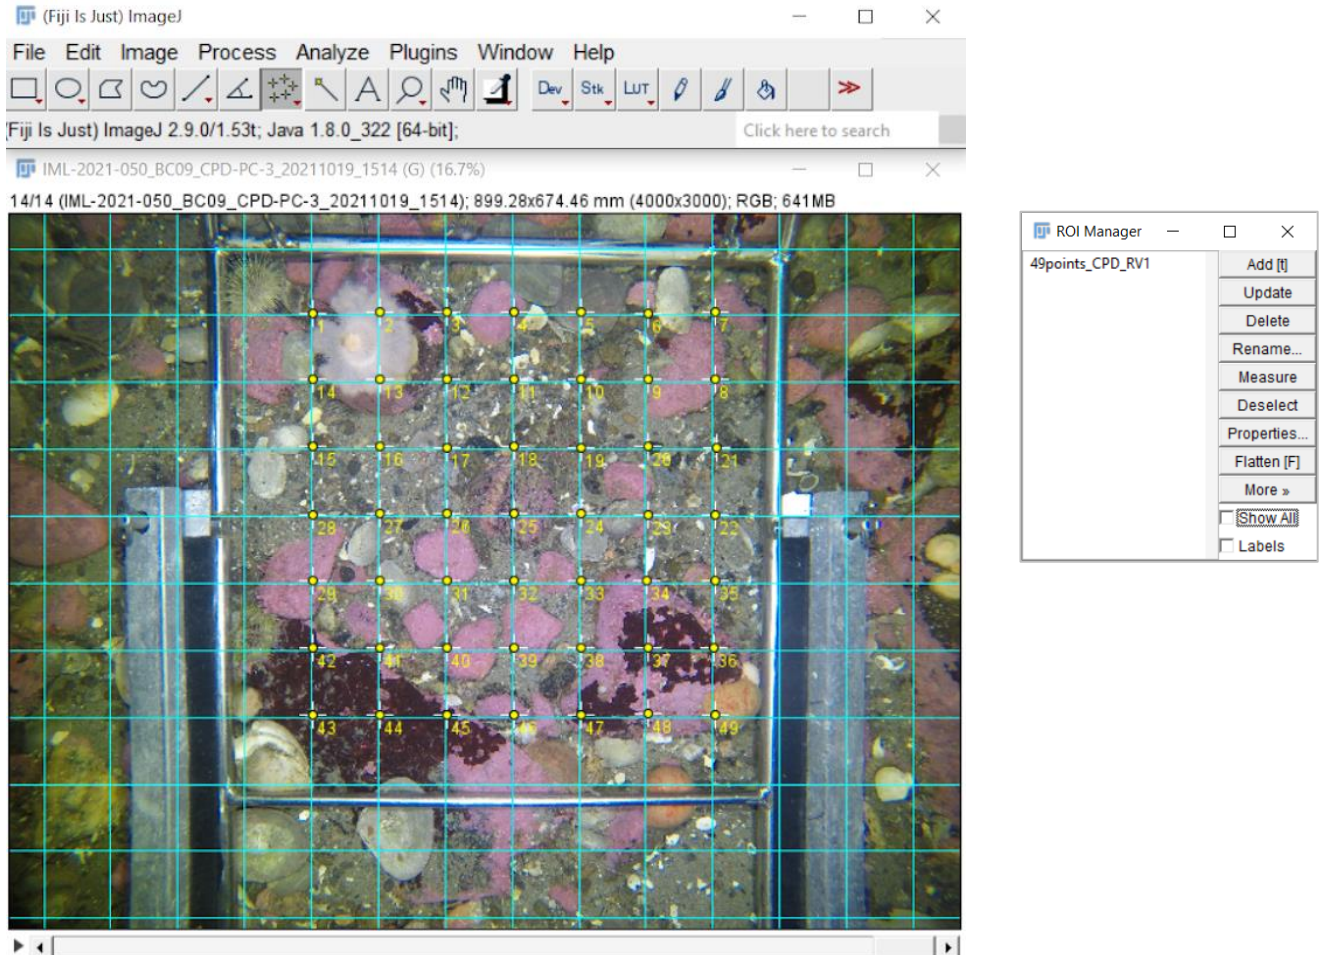 (Fiji Is Just) ImageJ
File Edit Image Process Analyze Plugins Window Help
Dev Stk LUT
(Fiji Is Just) ImageJ 2.9.0/1.53t; Java 1.8.0_322 [64-bit];
Click here to search
IML-2021-050_BC09_CPD-PC-3_20211019_1514 (G) (16.7%)
14/14 (IML-2021-050_BC09_CPD-PC-3_20211019_1514); 899.28x674.46 mm (4000x3000); RGB; 641MB
1 2 3 4 5 6 7
14 13 12 11 10 9 8
15 16 17 18 19 20 21
28 27 26 25 24 23 22
29 30 31 32 33 34 35
42 41 40 39 38 37 36
43 44 45 46 47 48 49
ROI Manager
49points_CPD_RV1
Add [t]
Update
Delete
Rename...
Measure
Deselect
Properties...
Flatten [F]
More »
Show All
Labels